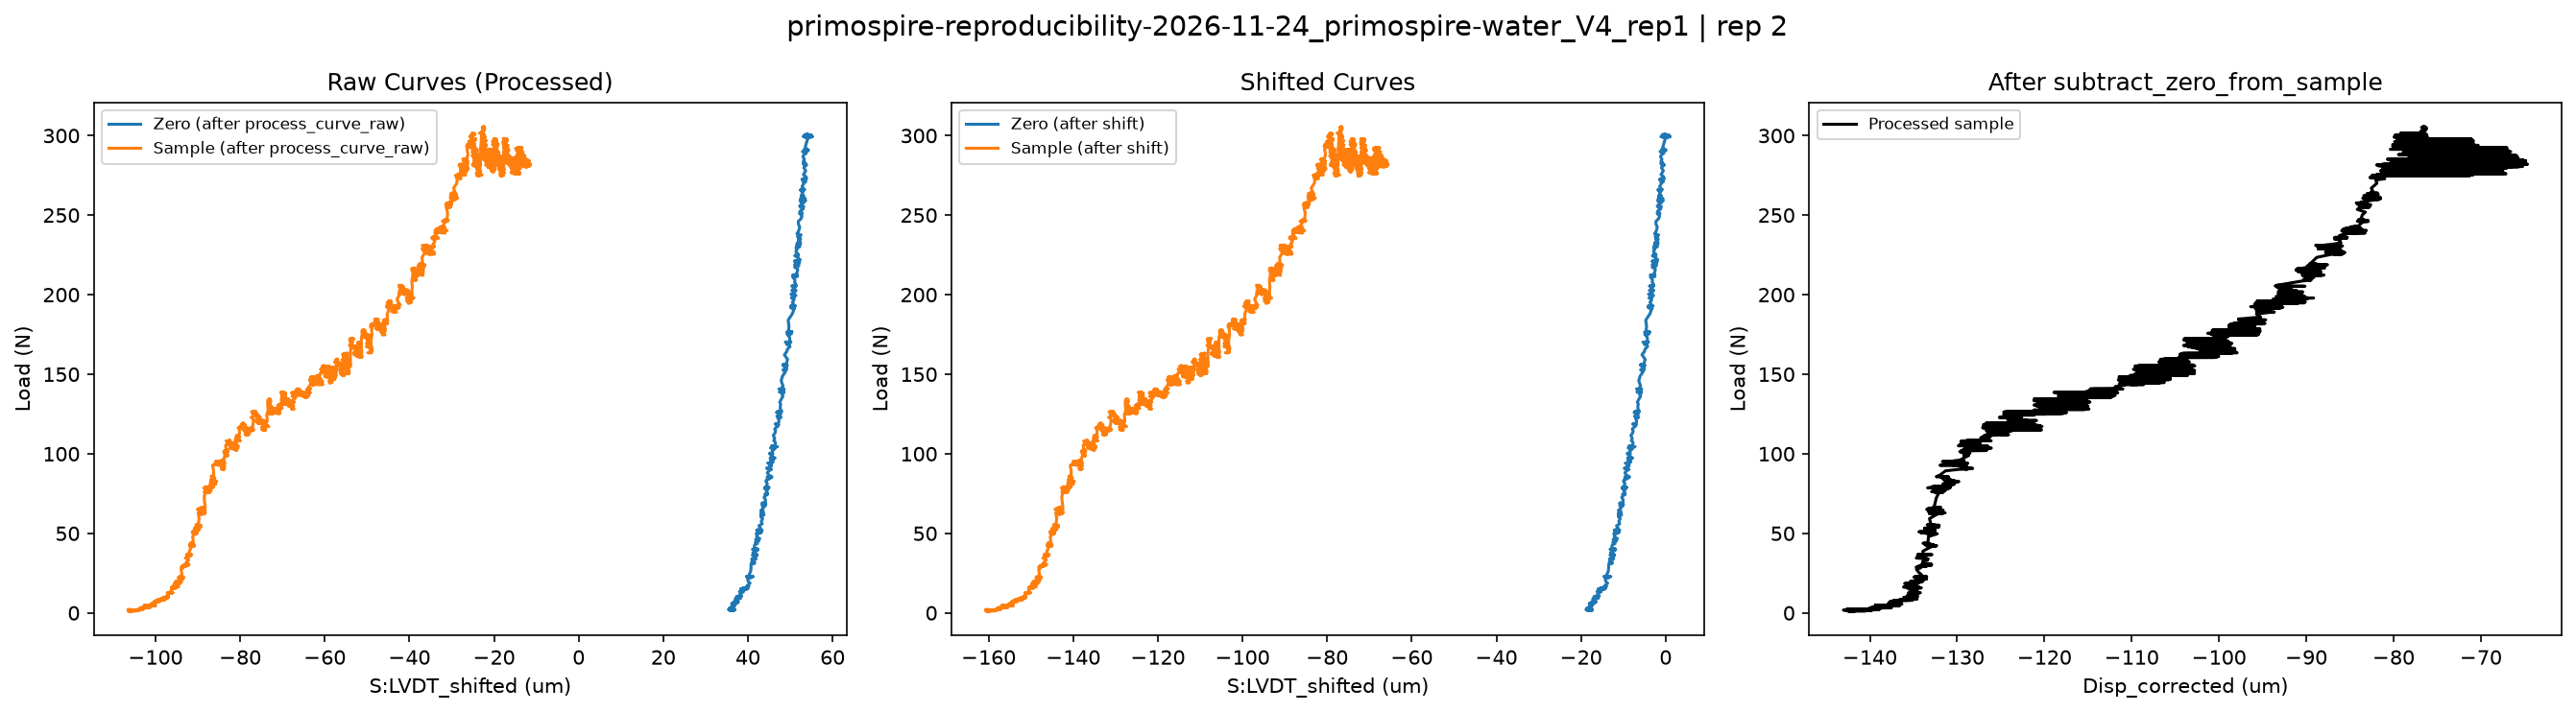 primospire-reproducibility-2026-11-24_primospire-water_V4_rep1 | rep 2
Raw Curves (Processed)
Zero (after process_curve_raw)
Sample (after process_curve_raw)
Load (N)
300
250
200
150
100
50
0
−100 −80 −60 −40 −20 0 20 40 60
S:LVDT_shifted (um)
Shifted Curves
Zero (after shift)
Sample (after shift)
Load (N)
300
250
200
150
100
50
0
−160 −140 −120 −100 −80 −60 −40 −20 0
S:LVDT_shifted (um)
After subtract_zero_from_sample
Processed sample
Load (N)
300
250
200
150
100
50
0
−140 −130 −120 −110 −100 −90 −80 −70
Disp_corrected (um)